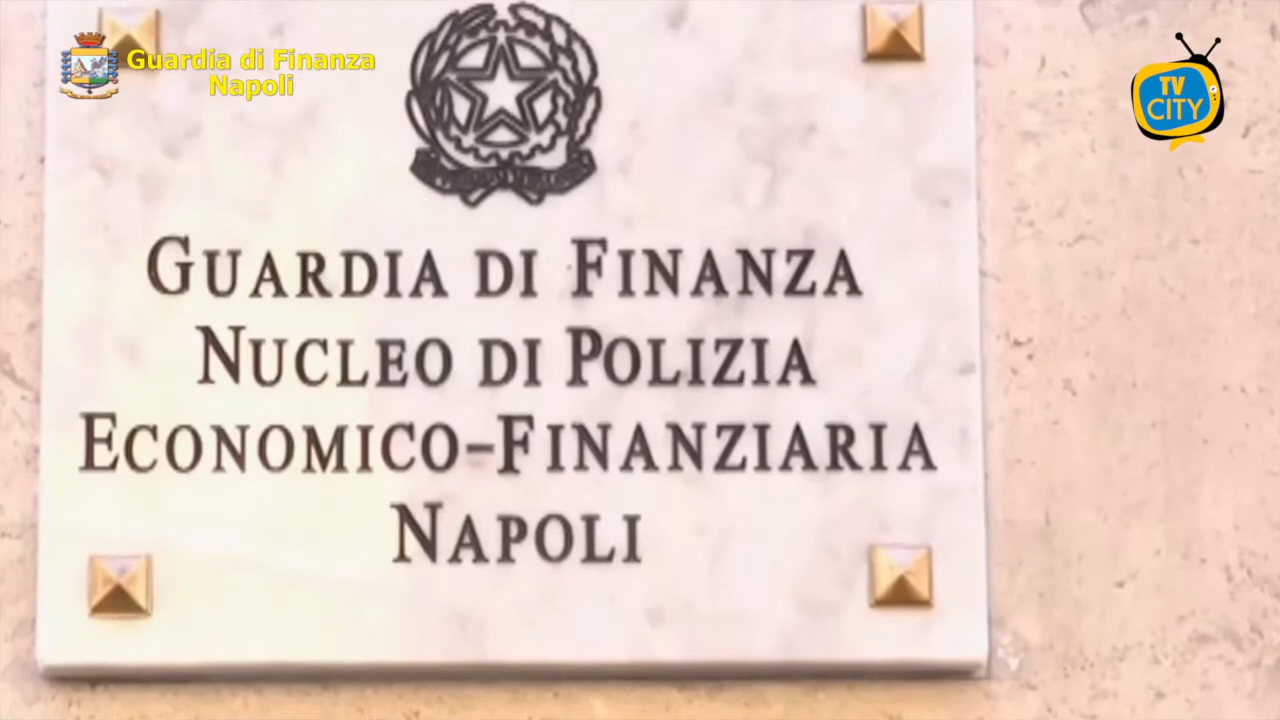 Guardia di Finanza
Napoli
TV
CITY
GUARDIA DI FINANZA
NUCLEO DI POLIZIA
ECONOMICO-FINANZIARIA
NAPOLI